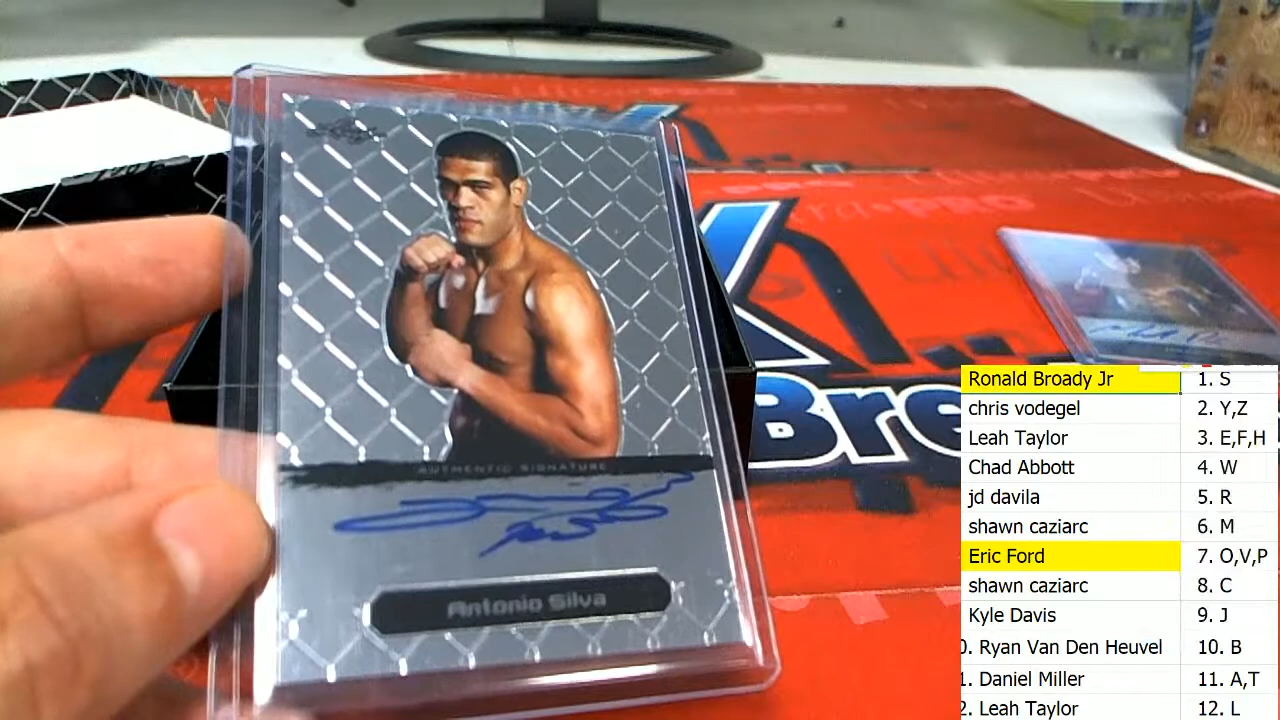 AUTHENTIC SIGNATURE
Antonio Silva
Bre
Ronald Broady Jr 1. S
chris vodegel 2. Y,Z
Leah Taylor 3. E,F,H
Chad Abbott 4. W
jd davila 5. R
shawn caziarc 6. M
Eric Ford 7. O,V,P
shawn caziarc 8. C
Kyle Davis 9. J
0. Ryan Van Den Heuvel 10. B
1. Daniel Miller 11. A,T
2. Leah Taylor 12. L